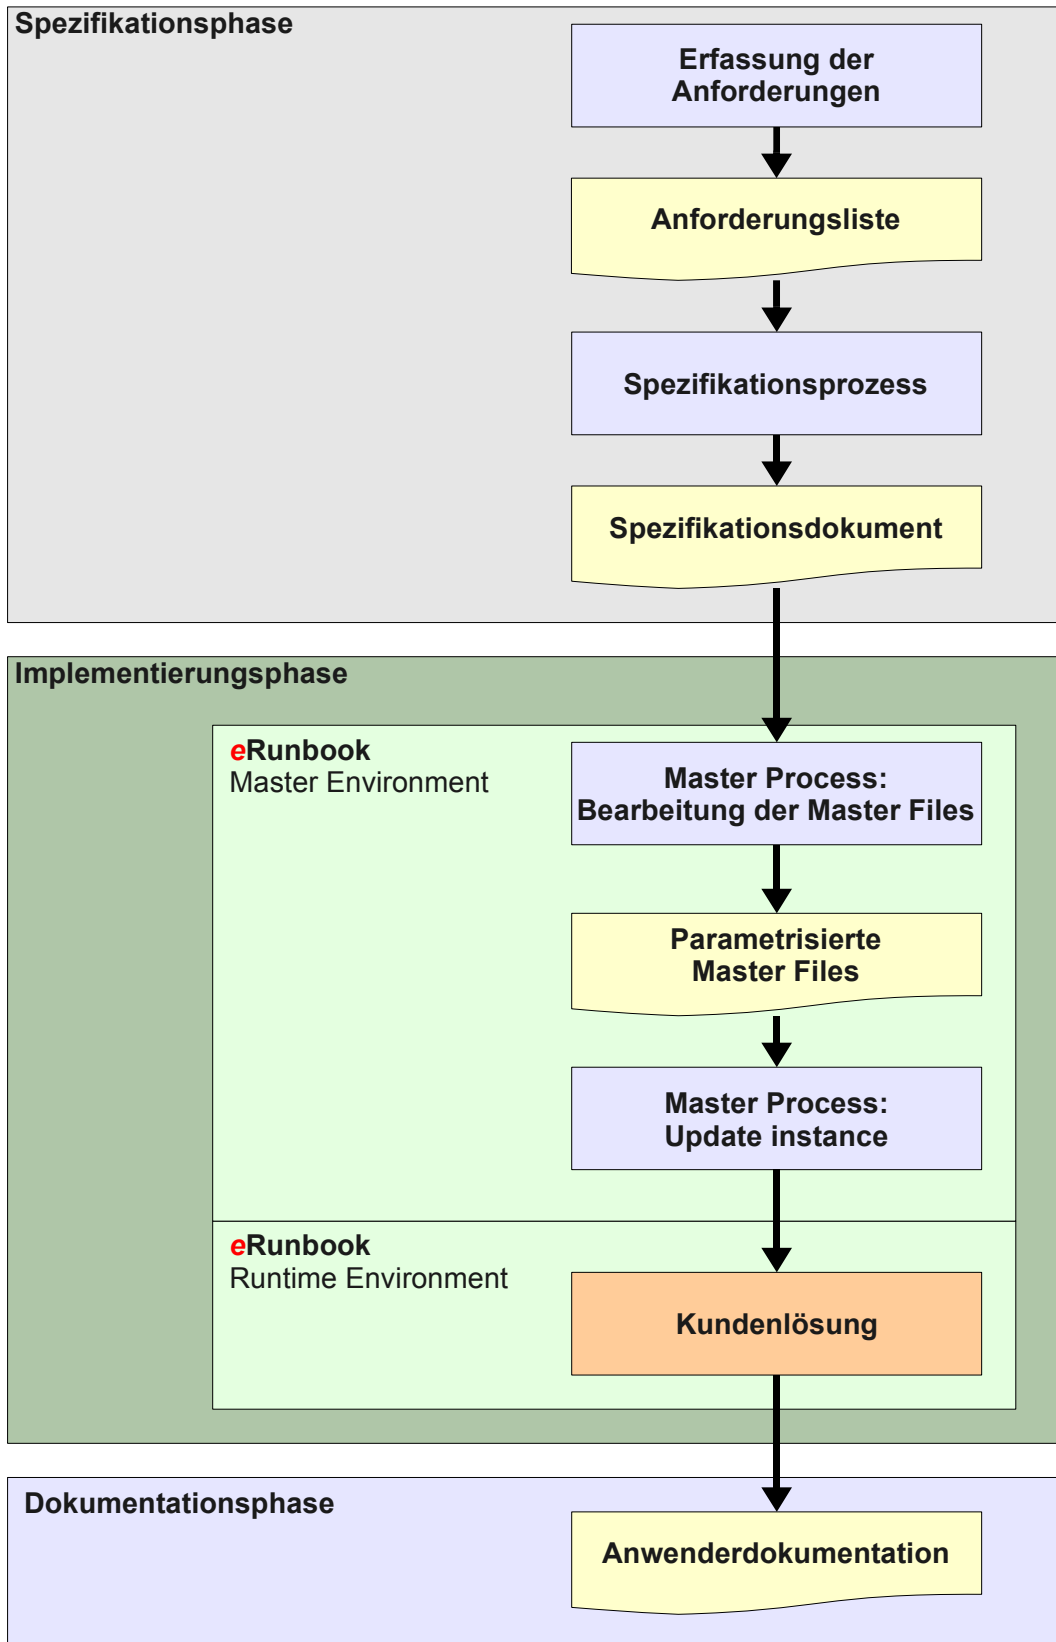 Spezifikationsphase
Erfassung der
Anforderungen
Anforderungsliste
Spezifikationsprozess
Spezifikationsdokument
Implementierungsphase
eRunbook
Master Environment
Master Process:
Bearbeitung der Master Files
Parametrisierte
Master Files
Master Process:
Update instance
eRunbook
Runtime Environment
Kundenlösung
Dokumentationsphase
Anwenderdokumentation